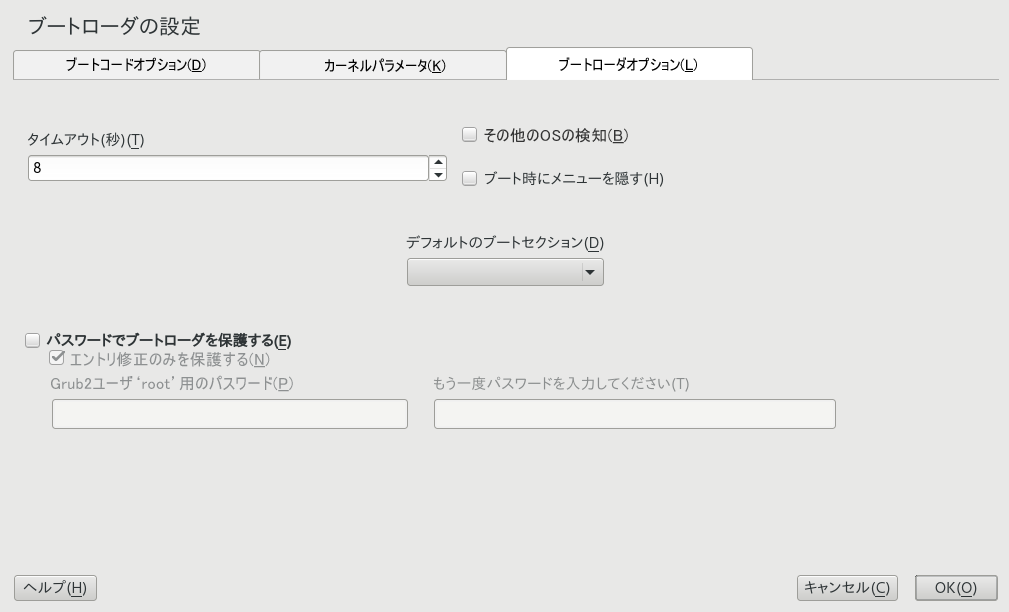 ブートローダの設定
ブートコードオプション(D)
カーネルパラメータ(K)
ブートローダオプション(L)
タイムアウト(秒)(T)
8
その他のOSの検知(B)
ブート時にメニューを隠す(H)
デフォルトのブートセクション(D)
パスワードでブートローダを保護する(E)
エントリ修正のみを保護する(N)
Grub2ユーザ‘root’用のパスワード(P)
もう一度パスワードを入力してください(T)
ヘルプ(H)
キャンセル(C)
OK(O)